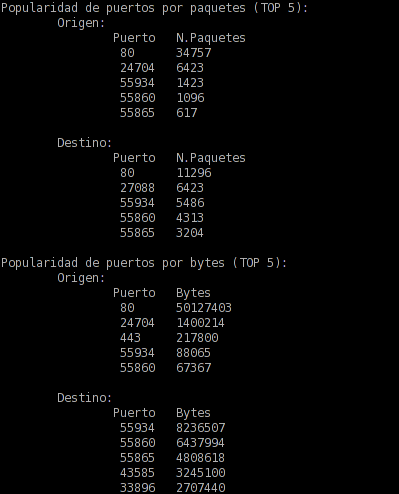 Popularidad de puertos por paquetes (TOP 5):
Origen:
Puerto N.Paquetes
80 34757
24704 6423
55934 1423
55860 1096
55865 617
Destino:
Puerto N.Paquetes
80 11296
27088 6423
55934 5486
55860 4313
55865 3204
Popularidad de puertos por bytes (TOP 5):
Origen:
Puerto Bytes
80 50127403
24704 1400214
443 217800
55934 88065
55860 67367
Destino:
Puerto Bytes
55934 8236507
55860 6437994
55865 4808618
43585 3245100
33896 2707440